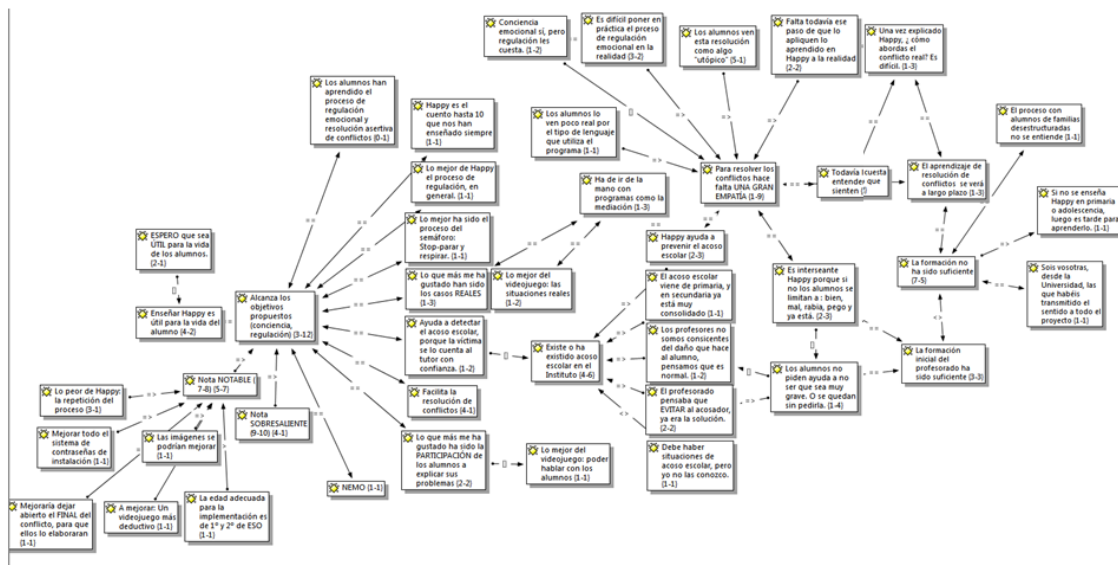 Conciencia
emocional sí, pero
regulación les
cuesta. (1-2)
Es difícil poner en
práctica el prceso
de regulación
emocional en la
realidad (3-2)
Los alumnos ven
esta resolución
como algo
"utópico" (5-1)
Falta todavía ese
paso de que lo
apliquen lo
aprendido en
Happy a la realidad
(2-2)
Una vez explicado
Happy, ¿ cómo
abordas el
conflicto real? Es
difícil. (1-3)
Los alumnos han
aprendido el
proceso de
regulación
emocional y
resolución asertiva
de conflictos (0-1)
Happy es el
cuento hasta 10
que nos han
enseñado siempre
(1-1)
Los alumnos lo
ven poco real por
el tipo de lenguaje
que utiliza el
programa (1-1)
El proceso con
alumnos de familias
desestructuradas
no se entiende (1-1)
Lo mejor de Happy
el proceso de
regulación, en
general. (1-1)
Ha de ir de la
mano con
programas como la
mediación (1-3)
Para resolver los
conflictos hace
falta UNA GRAN
EMPATÍA (1-9)
Todavía
cuesta
entender que
sienten
El aprendizaje de
resolución de
conflictos se verá
a largo plazo (1-3)
Si no se enseña
Happy en primaria
o adolescencia,
luego es tarde para
aprenderlo. (1-1)
ESPERO que sea
ÚTIL para la vida
de los alumnos.
(2-1)
Lo mejor ha sido el
proceso del
semáforo:
Stop-parar y
respirar. (1-1)
Happy ayuda a
prevenir el acoso
escolar (2-3)
Lo que más me ha
gustado han sido
los casos REALES
(1-3)
Lo mejor del
videojuego: las
situaciones reales
(1-2)
Es interseante
Happy porque si
no los alumnos se
limitan a : bien,
mal, rabia, pego y
ya está. (2-3)
La formación no
ha sido suficiente
(7-5)
Sois vosotras,
desde la
Universidad, las
que habéis
transmitido el
sentido a todo el
proyecto (1-1)
Enseñar Happy es
útil para la vida del
alumno (4-2)
Alcanza los
objetivos
propuestos
(conciencia,
regulación) (3-12)
El acoso escolar
viene de primaria, y
en secundaria ya
está muy
consolidado (1-1)
Ayuda a detectar
el acoso escolar,
porque la víctima
se lo cuenta al
tutor con
confianza. (1-2)
Existe o ha
existido acoso
escolar en el
Instituto (4-6)
Los profesores no
somos consicentes
del daño que hace
al alumno,
pensamos que es
normal. (1-2)
La formación
inicial del
profesorado ha
sido suficiente (3-3)
Los alumnos no
piden ayuda a no
ser que sea muy
grave. O se quedan
sin pedirla. (1-4)
Nota NOTABLE (
7-8) (5-7)
Lo peor de Happy:
la repetición del
proceso (3-1)
Facilita la
resolución de
conflictos (4-1)
El profesorado
pensaba que
EVITAR al acosador,
ya era la solución.
(2-2)
Nota
SOBRESALIENTE
(9-10) (4-1)
Mejorar todo el
sistema de
contraseñas de
instalación (1-1)
Las imágenes se
podrían mejorar
(1-1)
Lo que más me ha
gustado ha sido la
PARTICIPACIÓN de
los alumnos a
explicar sus
problemas (2-2)
Lo mejor del
videojuego: poder
hablar con los
alumnos (1-1)
Debe haber
situaciones de
acoso escolar, pero
yo no las conozco.
(1-1)
NEMO (1-1)
Mejoraría dejar
abierto el FINAL del
conflicto, para que
ellos lo elaboraran
(1-1)
A mejorar: Un
videojuego más
deductivo (1-1)
La edad adecuada
para la
implementación es
de 1º y 2º de ESO
(1-1)